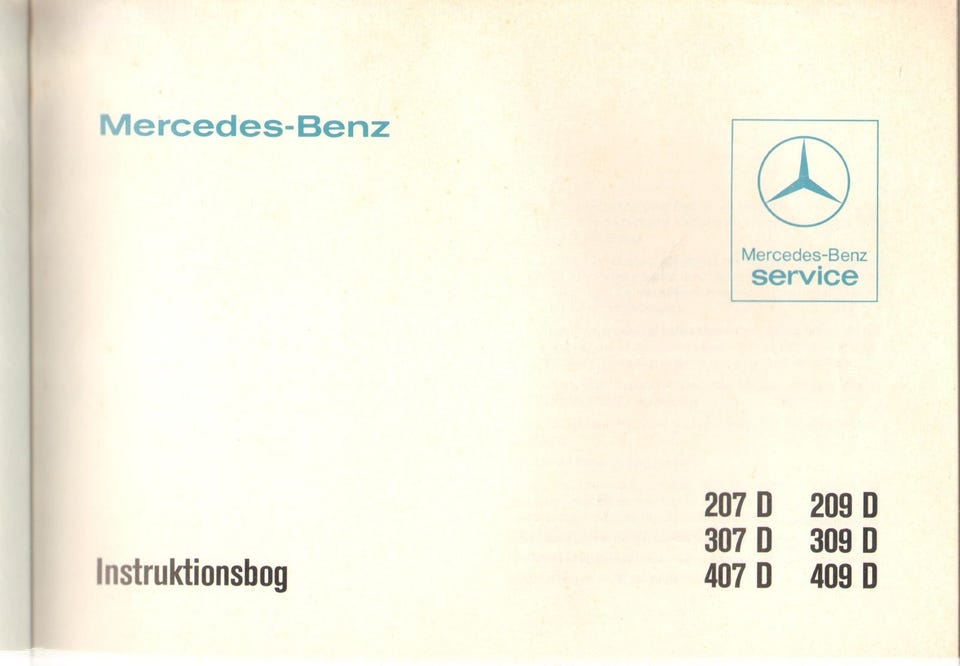 Mercedes-Benz
Mercedes-Benz
service
Instruktionsbog
207 D 209 D
307 D 309 D
407 D 409 D